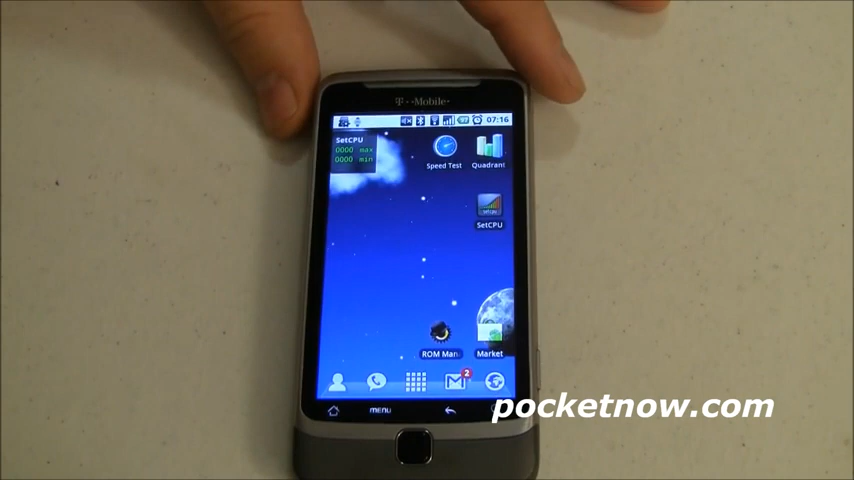 T··Mobile·
97
07:16
SetCPU
0000 max
0000 min
Speed Test
Quadrant
SetCPU
ROM Man
Market
2
menu
pocketnow.com